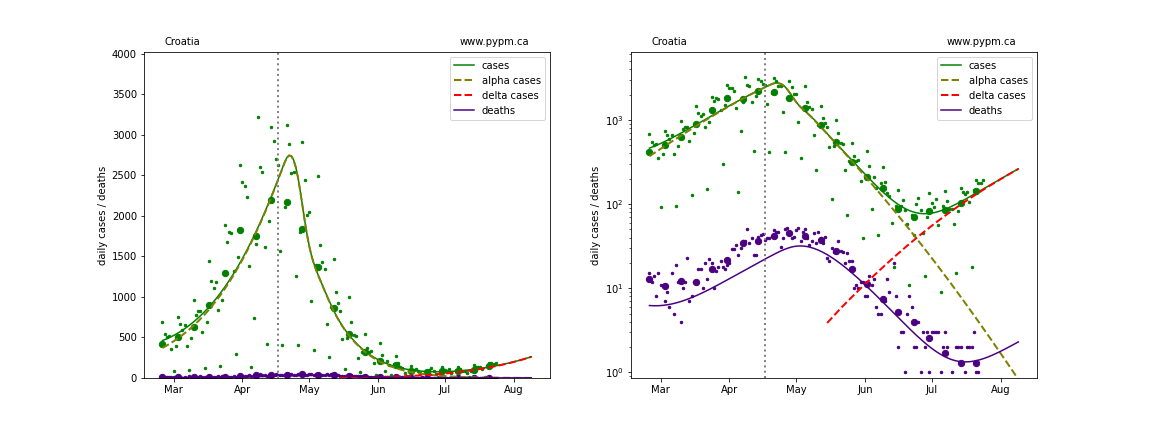 Croatia
www.pypm.ca
4000
3500
3000
2500
2000
1500
1000
500
0
daily cases / deaths
cases
alpha cases
delta cases
deaths
Mar
Apr
May
Jun
Jul
Aug
Croatia
www.pypm.ca
10³
10²
10¹
10⁰
daily cases / deaths
cases
alpha cases
delta cases
deaths
Mar
Apr
May
Jun
Jul
Aug